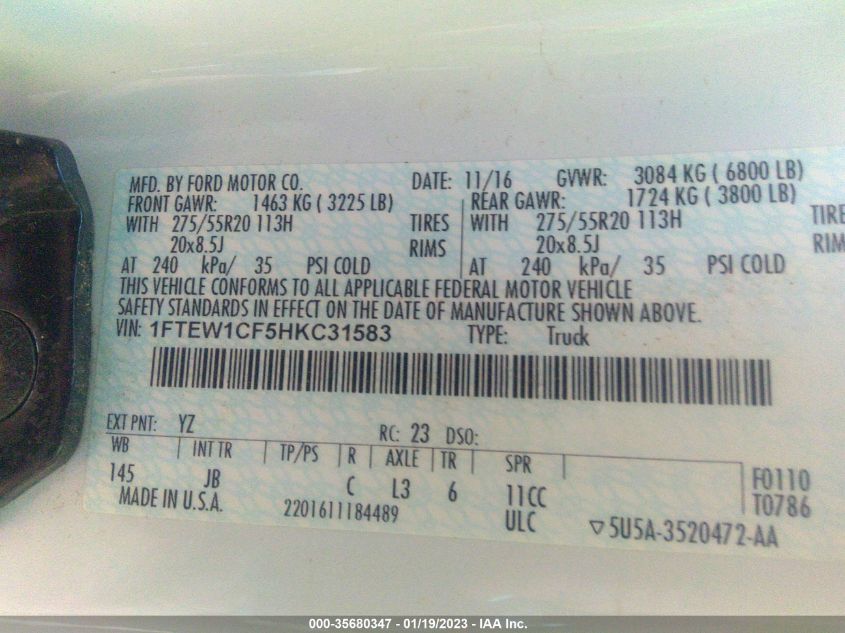 MFD. BY FORD MOTOR CO. DATE: 11/16 GVWR: 3084 KG ( 6800 LB)
FRONT GAWR: 1463 KG ( 3225 LB) REAR GAWR: 1724 KG ( 3800 LB)
WITH 275/55R20 113H TIRES WITH 275/55R20 113H TIRE
20x8.5J RIMS 20x8.5J RIM
AT 240 kPa/ 35 PSI COLD AT 240 kPa/ 35 PSI COLD
THIS VEHICLE CONFORMS TO ALL APPLICABLE FEDERAL MOTOR VEHICLE
SAFETY STANDARDS IN EFFECT ON THE DATE OF MANUFACTURE SHOWN ABOVE.
VIN: 1FTEW1CF5HKC31583 TYPE: Truck
EXT PNT: YZ RC: 23 DSO:
WB INT TR TP/PS R AXLE TR SPR
145 JB C L3 6 11CC F0110
ULC T0786
MADE IN U.S.A. 2201611184489 5U5A-3520472-AA
000-35680347 - 01/19/2023 - IAA Inc.